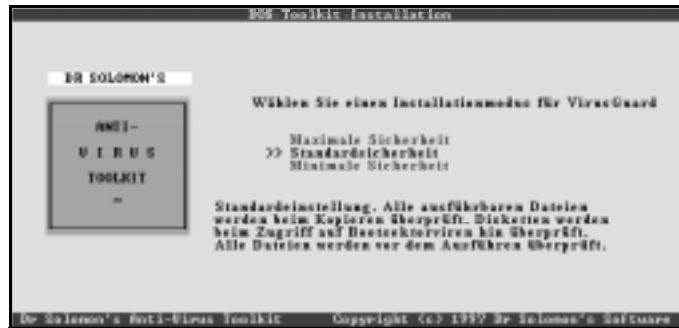 DOS Toolkit Installation
DR SOLOMON'S
ANTI-
VIRUS
TOOLKIT
Wählen Sie einen Installationmodus für VirusGuard
Maximale Sicherheit
>> Standardsicherheit
Minimale Sicherheit
Standardeinstellung. Alle ausführbaren Dateien
werden beim Kopieren überprüft. Disketten werden
beim Zugriff auf Bootsektorviren hin überprüft.
Alle Dateien werden vor dem Ausführen überprüft.
Dr Solomon's Anti-Virus Toolkit Copyright (c) 1997 Dr Solomon's Software